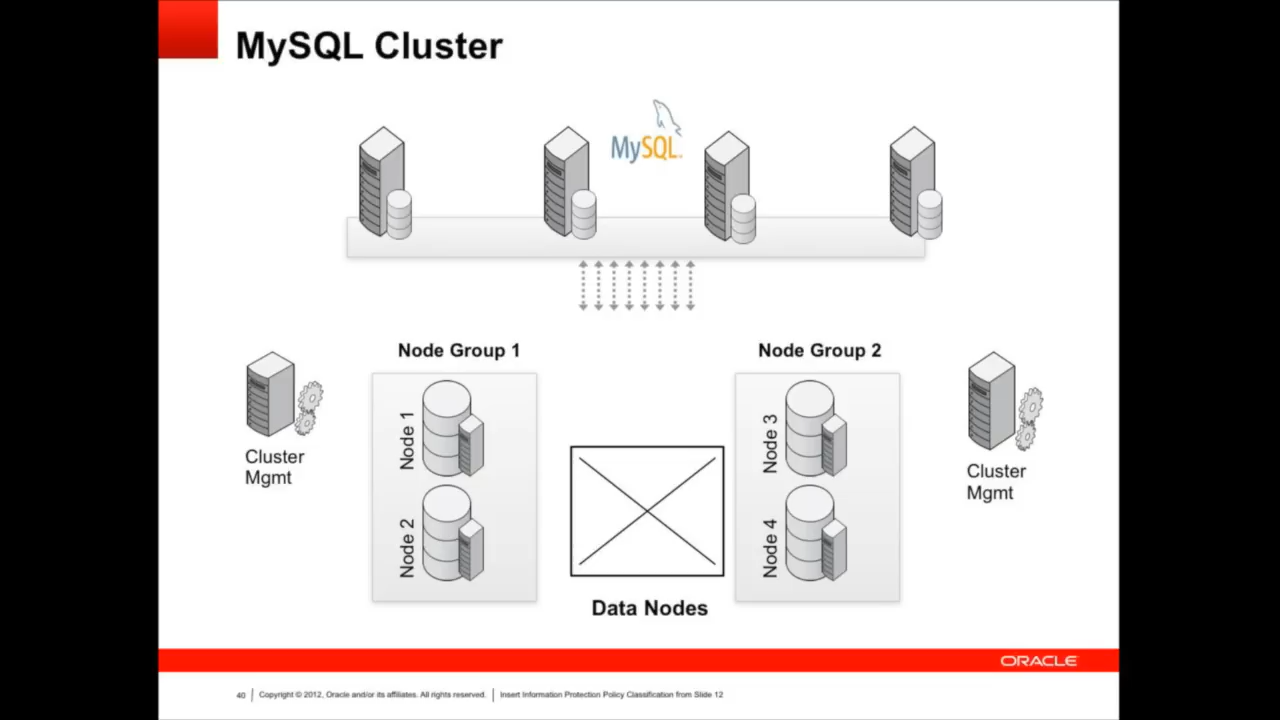 MySQL Cluster
MySQL
Node Group 1
Node Group 2
Node 1
Node 2
Node 3
Node 4
Cluster
Mgmt
Cluster
Mgmt
Data Nodes
ORACLE
40 Copyright © 2012, Oracle and/or its affiliates. All rights reserved. Insert Information Protection Policy Classification from Slide 12